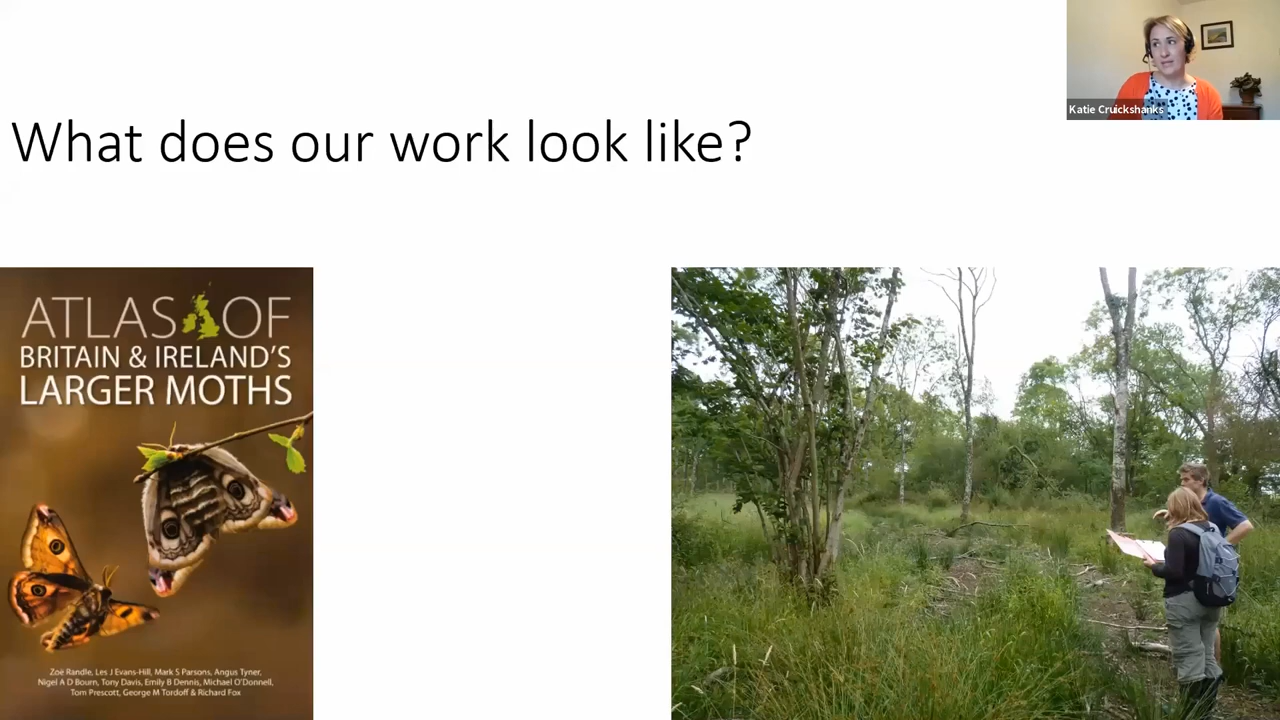 Katie Cruickshanks
What does our work look like?
ATLAS OF
BRITAIN & IRELAND'S
LARGER MOTHS
Zoë Randle, Les J Evans-Hill, Mark S Parsons, Angus Tyner,
Nigel A D Bourn, Tony Davis, Emily B Dennis, Michael O'Donnell,
Tom Prescott, George M Tordoff & Richard Fox